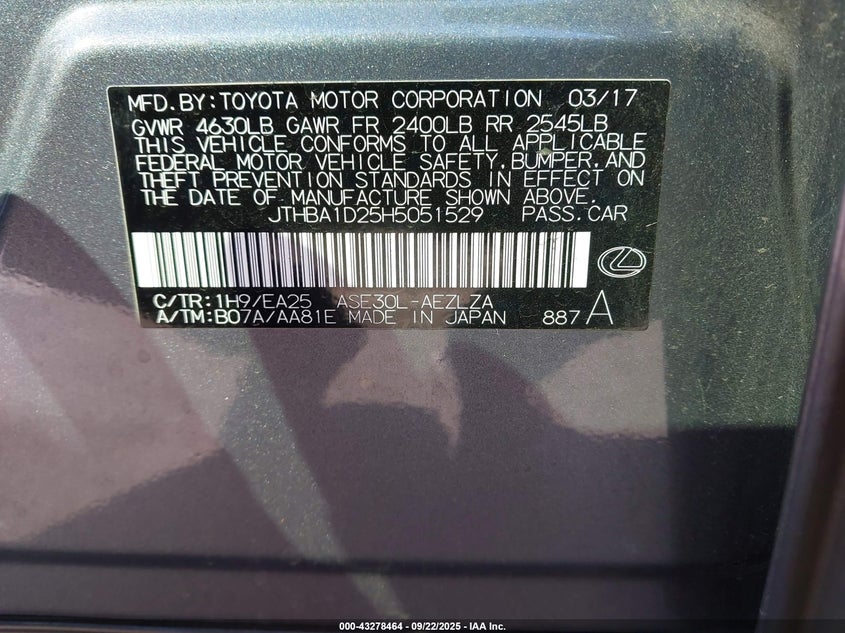 MFD.BY:TOYOTA MOTOR CORPORATION 03/17
GVWR 4630LB GAWR FR 2400LB RR 2545LB
THIS VEHICLE CONFORMS TO ALL APPLICABLE
FEDERAL MOTOR VEHICLE SAFETY,BUMPER,AND
THEFT PREVENTION STANDARDS IN EFFECT ON
THE DATE OF MANUFACTURE SHOWN ABOVE.
JTHBA1D25H5051529 PASS.CAR
C/TR:1H9/EA25 ASE30L-AEZLZA
A/TM:B07A/AA81E MADE IN JAPAN 887A
000-43278464 - 09/22/2025 - IAA Inc.